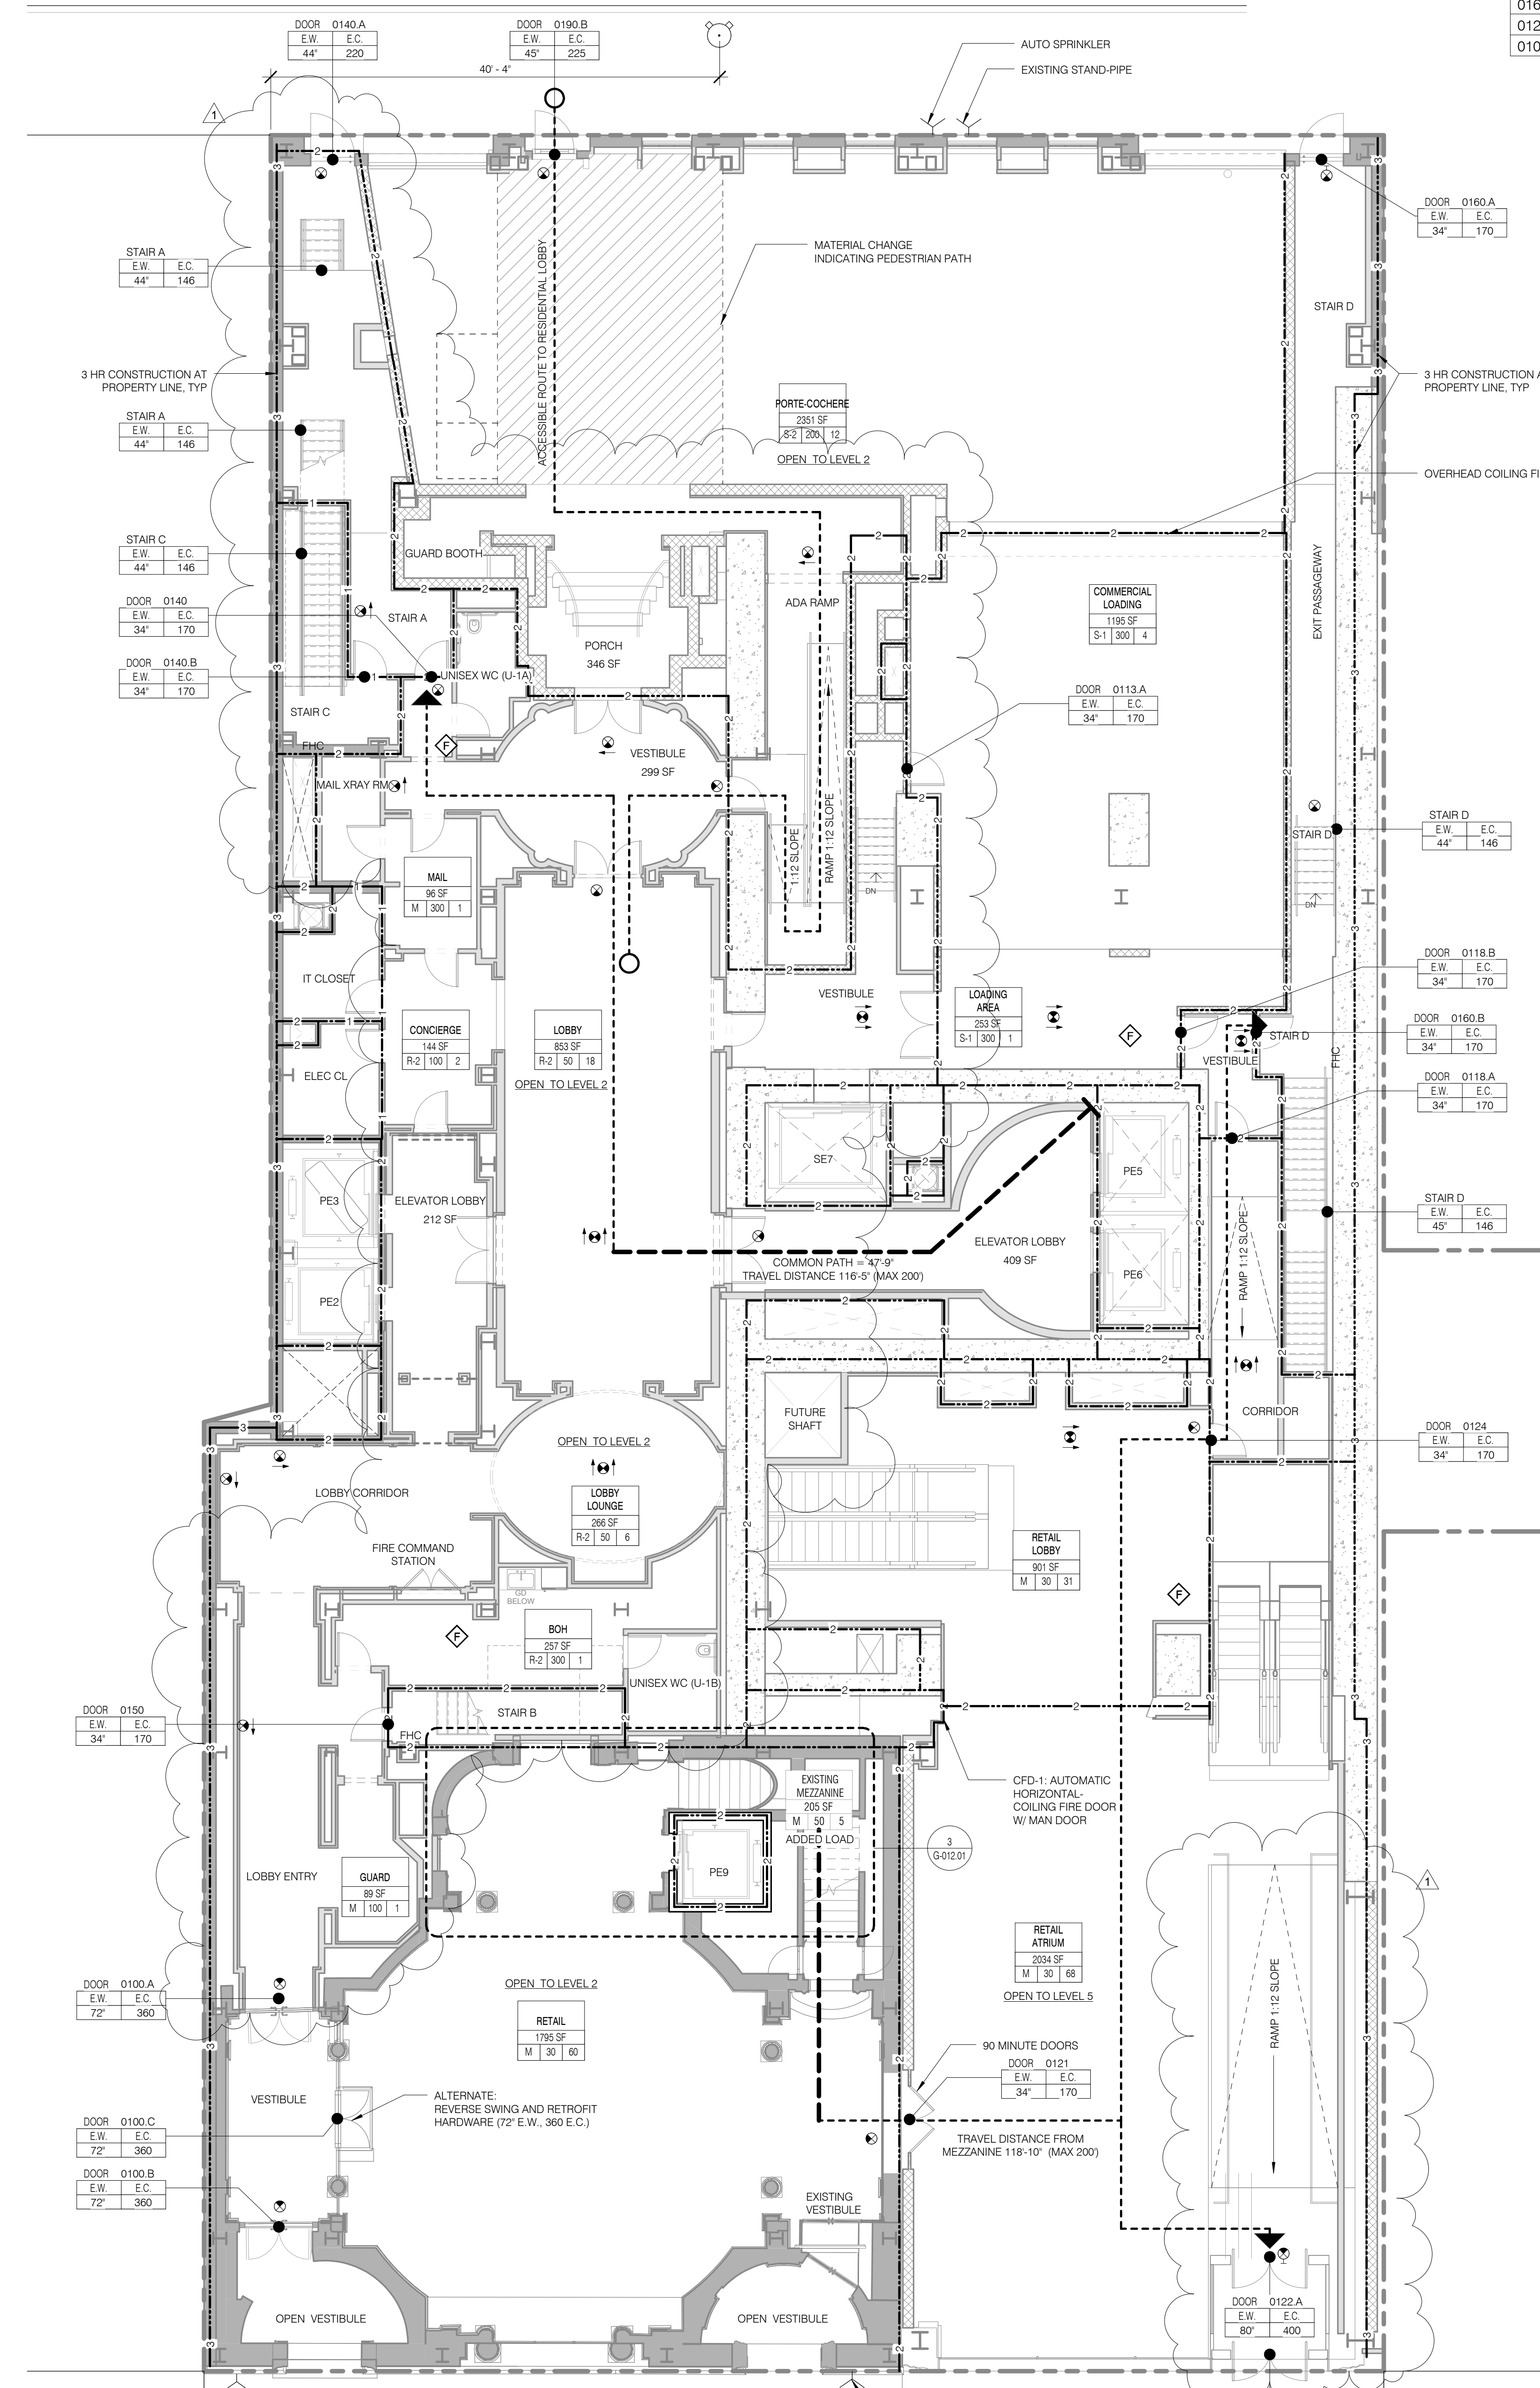 DOOR 0140.A
E.W. E.C.
44" 220
DOOR 0190.B
E.W. E.C.
45" 225
40' - 4"
AUTO SPRINKLER
EXISTING STAND-PIPE
016
012
010
1
DOOR 0160.A
E.W. E.C.
34" 170
STAIR A
E.W. E.C.
44" 146
ACCESSIBLE ROUTE TO RESIDENTIAL LOBBY
MATERIAL CHANGE
INDICATING PEDESTRIAN PATH
STAIR D
3 HR CONSTRUCTION AT
PROPERTY LINE, TYP
3 HR CONSTRUCTION A
PROPERTY LINE, TYP
PORTE-COCHERE
2351 SF
S-2 200 12
OPEN TO LEVEL 2
STAIR A
E.W. E.C.
44" 146
OVERHEAD COILING FI
STAIR C
E.W. E.C.
44" 146
GUARD BOOTH
EXIT PASSAGEWAY
DOOR 0140
E.W. E.C.
34" 170
STAIR A
ADA RAMP
COMMERCIAL
LOADING
1195 SF
S-1 300 4
PORCH
346 SF
DOOR 0140.B
E.W. E.C.
34" 170
UNISEX WC (U-1A)
DOOR 0113.A
E.W. E.C.
34" 170
STAIR C
FHC
F
VESTIBULE
299 SF
MAIL XRAY RM
1:12 SLOPE
RAMP 1:12 SLOPE
DN
STAIR D
DN
STAIR D
E.W. E.C.
44" 146
MAIL
96 SF
M 300 1
IT CLOSET
VESTIBULE
LOADING
AREA
253 SF
S-1 300 1
DOOR 0118.B
E.W. E.C.
34" 170
CONCIERGE
144 SF
R-2 100 2
LOBBY
853 SF
R-2 50 18
OPEN TO LEVEL 2
F
VESTIBULE
STAIR D
FHC
DOOR 0160.B
E.W. E.C.
34" 170
ELEC CL
DOOR 0118.A
E.W. E.C.
34" 170
SE7
PE5
PE3
ELEVATOR LOBBY
212 SF
ELEVATOR LOBBY
409 SF
STAIR D
E.W. E.C.
45" 146
RAMP 1:12 SLOPE
COMMON PATH = 47'-9"
TRAVEL DISTANCE 116'-5" (MAX 200')
PE6
PE2
FUTURE
SHAFT
CORRIDOR
DOOR 0124
E.W. E.C.
34" 170
OPEN TO LEVEL 2
LOBBY CORRIDOR
LOBBY
LOUNGE
266 SF
R-2 50 6
RETAIL
LOBBY
901 SF
M 30 31
FIRE COMMAND
STATION
GD
BELOW
F
F
BOH
257 SF
R-2 300 1
UNISEX WC (U-1B)
DOOR 0150
E.W. E.C.
34" 170
STAIR B
FHC
EXISTING
MEZZANINE
205 SF
M 50 5
ADDED LOAD
CFD-1: AUTOMATIC
HORIZONTAL-
COILING FIRE DOOR
W/ MAN DOOR
3
G-012.01
PE9
LOBBY ENTRY
GUARD
89 SF
M 100 1
1
RETAIL
ATRIUM
2034 SF
M 30 68
OPEN TO LEVEL 5
DOOR 0100.A
E.W. E.C.
72" 360
OPEN TO LEVEL 2
RETAIL
1795 SF
M 30 60
RAMP 1:12 SLOPE
90 MINUTE DOORS
DOOR 0121
E.W. E.C.
34" 170
VESTIBULE
ALTERNATE:
REVERSE SWING AND RETROFIT
HARDWARE (72" E.W., 360 E.C.)
DOOR 0100.C
E.W. E.C.
72" 360
TRAVEL DISTANCE FROM
MEZZANINE 118'-10" (MAX 200')
DOOR 0100.B
E.W. E.C.
72" 360
EXISTING
VESTIBULE
OPEN VESTIBULE
OPEN VESTIBULE
DOOR 0122.A
E.W. E.C.
80" 400